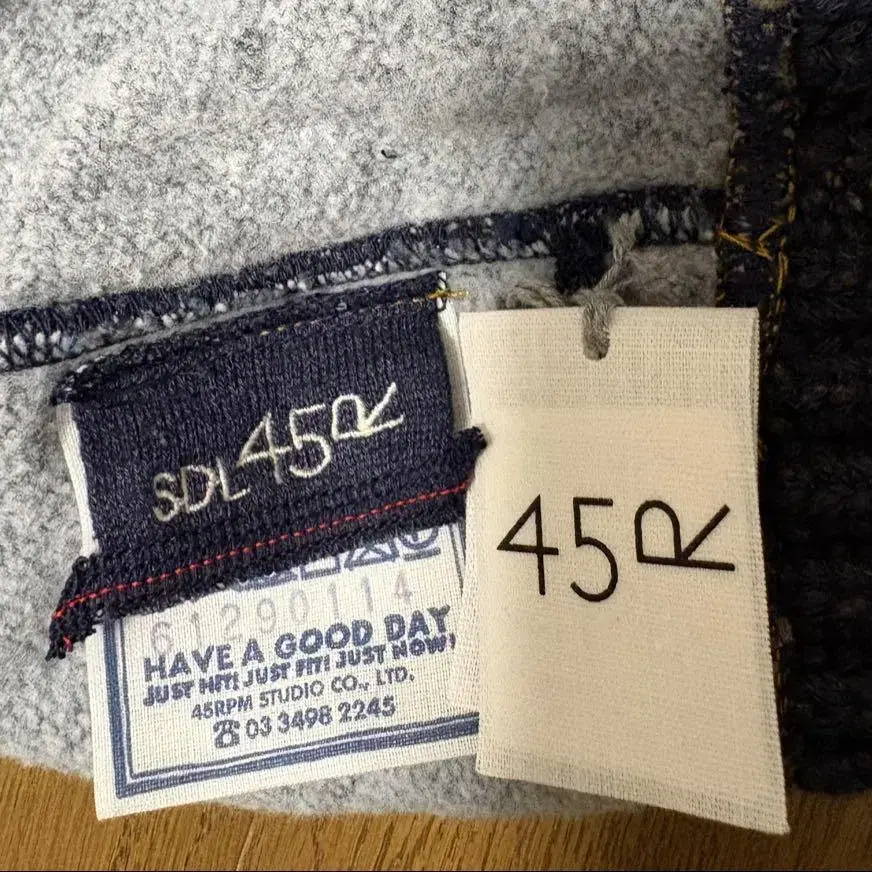 SDL45R
45R
61290114
HAVE A GOOD DAY
JUST HIT! JUST FIT! JUST NOW!
45RPM STUDIO CO., LTD.
☎ 03 3498 2245